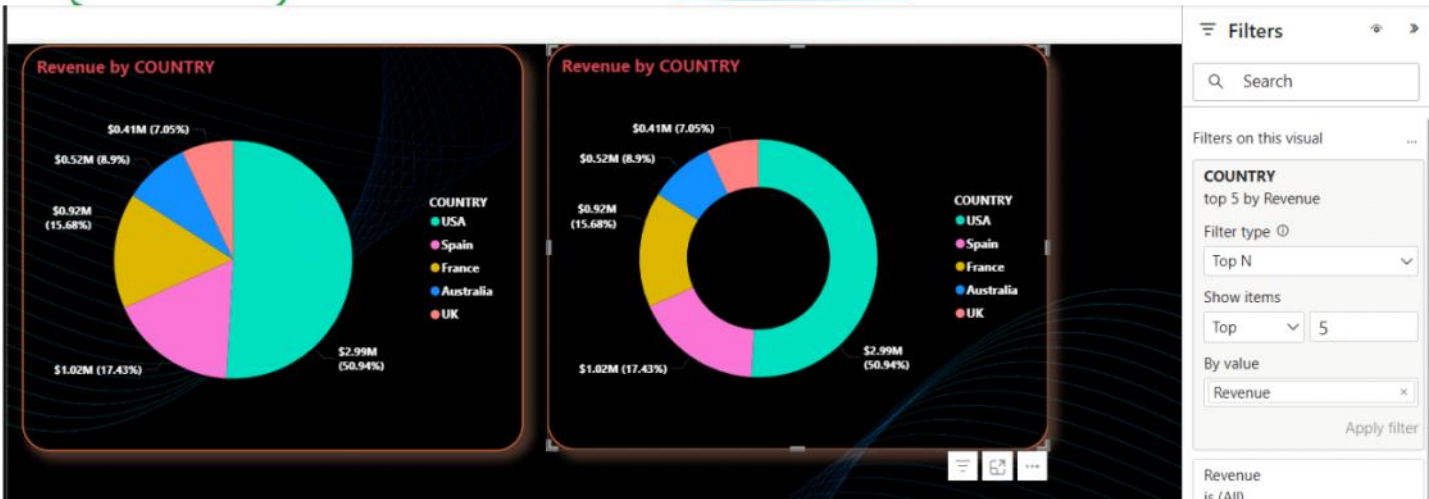 Revenue by COUNTRY
$0.41M (7.05%)
$0.52M (8.9%)
$0.92M
(15.68%)
$1.02M (17.43%)
$2.99M
(50.94%)
COUNTRY
USA
Spain
France
Australia
UK
Revenue by COUNTRY
$0.41M (7.05%)
$0.52M (8.9%)
$0.92M
(15.68%)
$1.02M (17.43%)
$2.99M
(50.94%)
COUNTRY
USA
Spain
France
Australia
UK
Filters
Search
Filters on this visual
COUNTRY
top 5 by Revenue
Filter type
Top N
Show items
Top 5
By value
Revenue
Apply filter
Revenue
is (All)